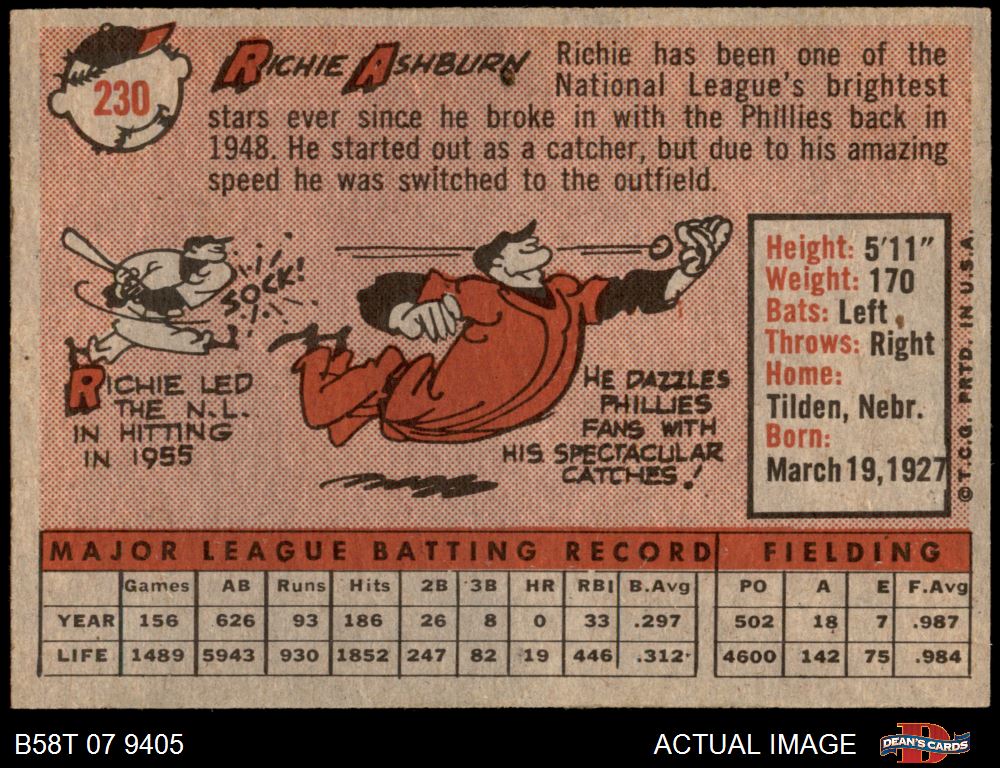 230
RICHIE ASHBURN
Richie has been one of the
National League's brightest
stars ever since he broke in with the Phillies back in
1948. He started out as a catcher, but due to his amazing
speed he was switched to the outfield.
SOCK!
RICHIE LED
THE N.L.
IN HITTING
IN 1955
HE DAZZLES
PHILLIES
FANS WITH
HIS SPECTACULAR
CATCHES!
Height: 5'11"
Weight: 170
Bats: Left
Throws: Right
Home:
Tilden, Nebr.
Born:
March 19, 1927
© T.C.G. PRTD. IN U.S.A.
MAJOR LEAGUE BATTING RECORD FIELDING
Games AB Runs Hits 2B 3B HR RBI B.Avg PO A E F.Avg
YEAR 156 626 93 186 26 8 0 33 .297 502 18 7 .987
LIFE 1489 5943 930 1852 247 82 19 446 .312 4600 142 75 .984
B58T 07 9405 ACTUAL IMAGE DEAN'S CARDS